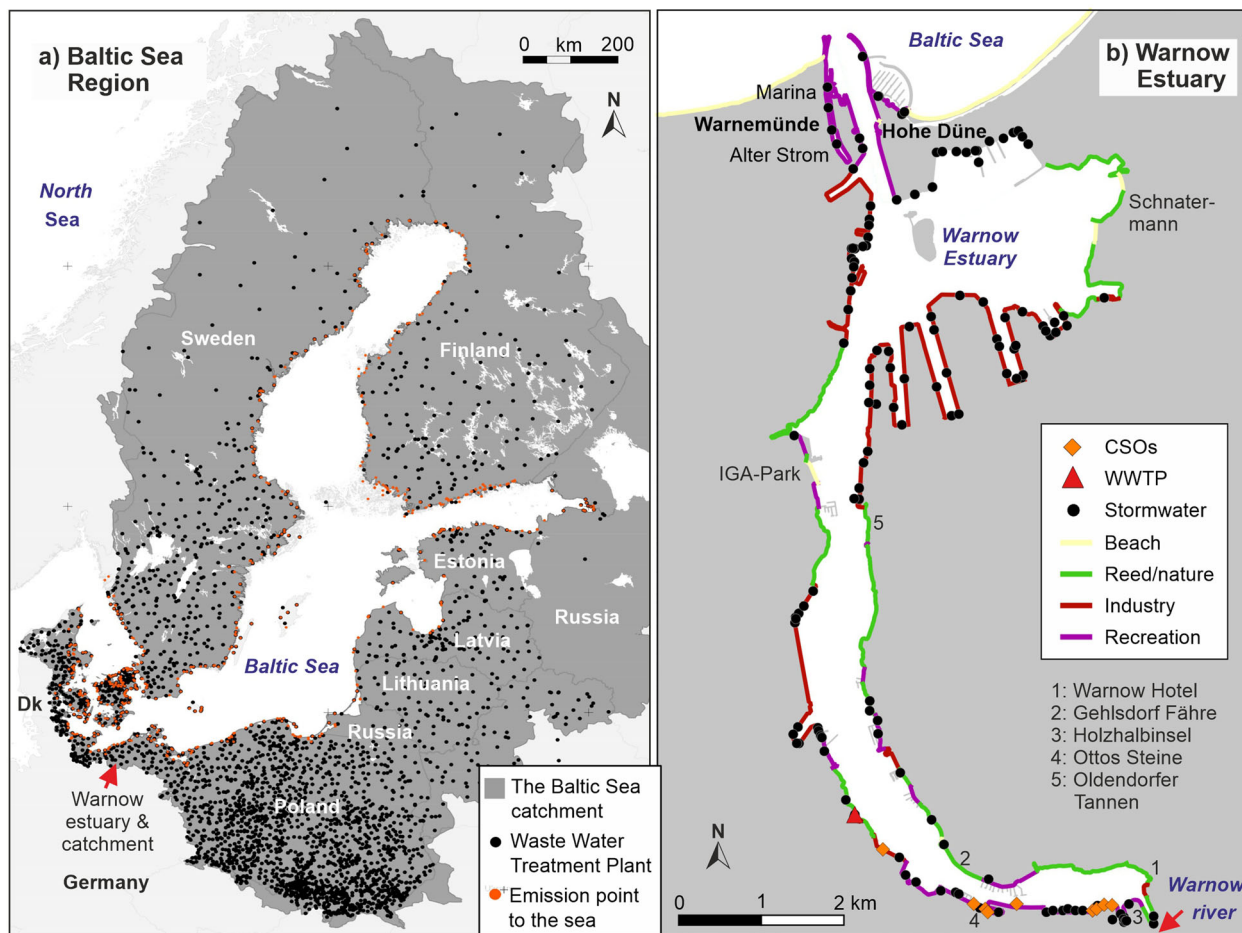 a) Baltic Sea
Region
0 km 200
N
North
Sea
Sweden
Finland
Estonia
Russia
Latvia
Baltic Sea
Lithuania
Dk
Russia
Warnow
estuary &
catchment
Poland
Germany
The Baltic Sea
catchment
Waste Water
Treatment Plant
Emission point
to the sea
b) Warnow
Estuary
Baltic Sea
Marina
Warnemünde
Hohe Düne
Alter Strom
Schnater-
mann
Warnow
Estuary
IGA-Park
5
CSOs
WWTP
Stormwater
Beach
Reed/nature
Industry
Recreation
1: Warnow Hotel
2: Gehlsdorf Fähre
3: Holzhalbinsel
4: Ottos Steine
5: Oldendorfer
Tannen
N
2
1
Warnow
river
3
4
0 1 2 km